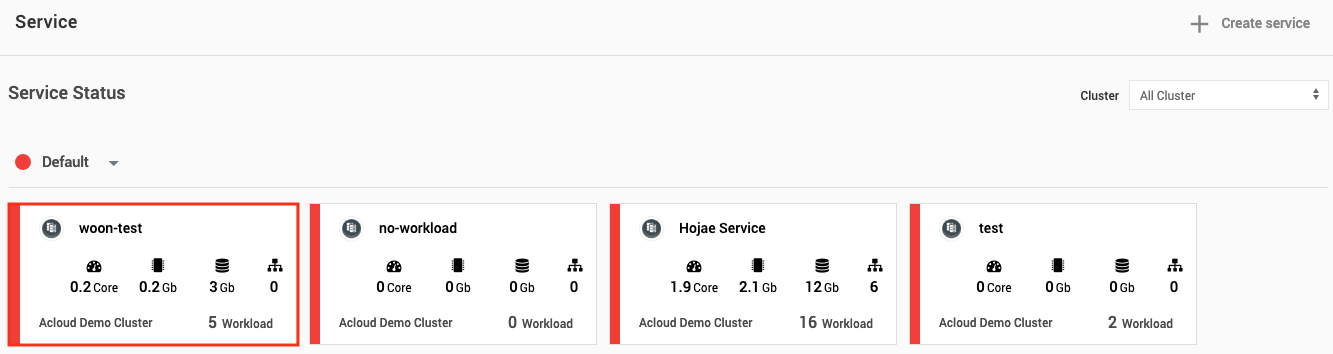 Service
Create service
Service Status
Cluster
All Cluster
Default
woon-test
0.2 Core 0.2 Gb 3 Gb 0
Acloud Demo Cluster 5 Workload
no-workload
0 Core 0 Gb 0 Gb 0
Acloud Demo Cluster 0 Workload
Hojae Service
1.9 Core 2.1 Gb 12 Gb 6
Acloud Demo Cluster 16 Workload
test
0 Core 0 Gb 0 Gb 0
Acloud Demo Cluster 2 Workload